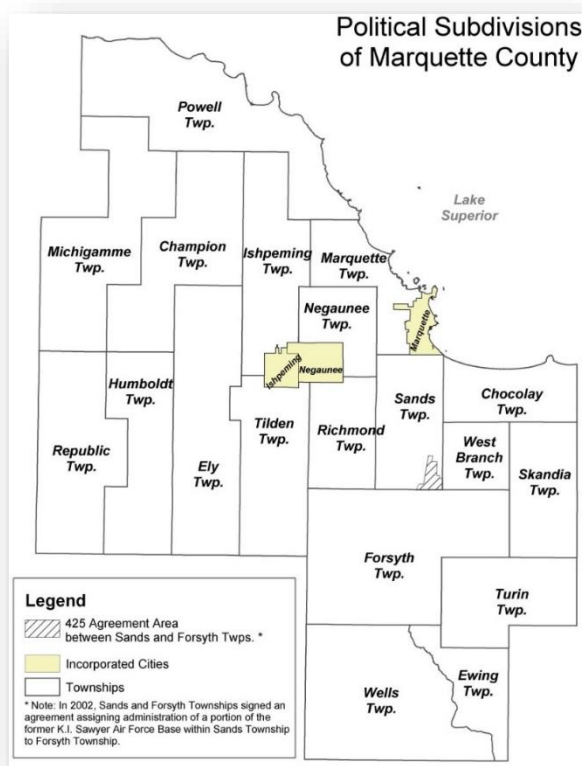 Political Subdivisions
of Marquette County
Powell
Twp.
Lake
Superior
Michigamme
Twp.
Champion
Twp.
Ishpeming
Twp.
Marquette
Twp.
Negaunee
Twp.
Marquette
Ishpeming
Negaunee
Humboldt
Twp.
Republic
Twp.
Ely
Twp.
Tilden
Twp.
Richmond
Twp.
Sands
Twp.
Chocolay
Twp.
West
Branch
Twp.
Skandia
Twp.
Forsyth
Twp.
Turin
Twp.
Wells
Twp.
Ewing
Twp.
Legend
425 Agreement Area
between Sands and Forsyth Twps. *
Incorporated Cities
Townships
* Note: In 2002, Sands and Forsyth Townships signed an
agreement assigning administration of a portion of the
former K.I. Sawyer Air Force Base within Sands Township
to Forsyth Township.